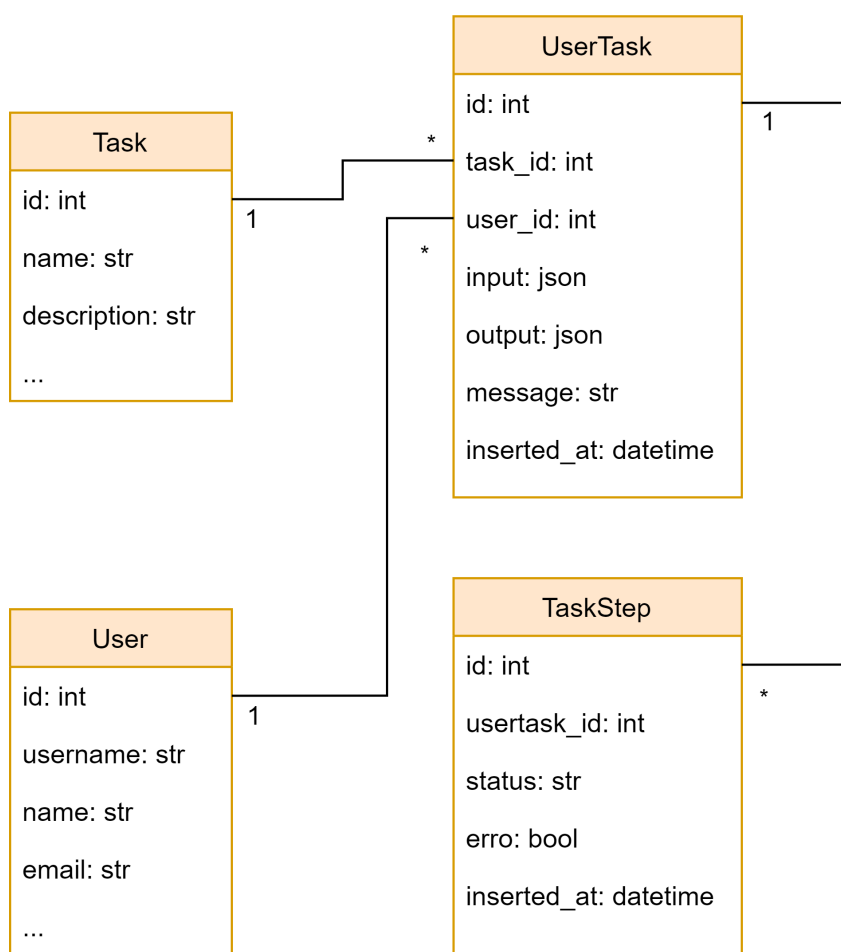 UserTask
id: int
1
task_id: int
*
user_id: int
*
input: json
output: json
message: str
inserted_at: datetime
Task
id: int
1
name: str
description: str
...
User
id: int
1
username: str
name: str
email: str
...
TaskStep
id: int
*
usertask_id: int
status: str
erro: bool
inserted_at: datetime